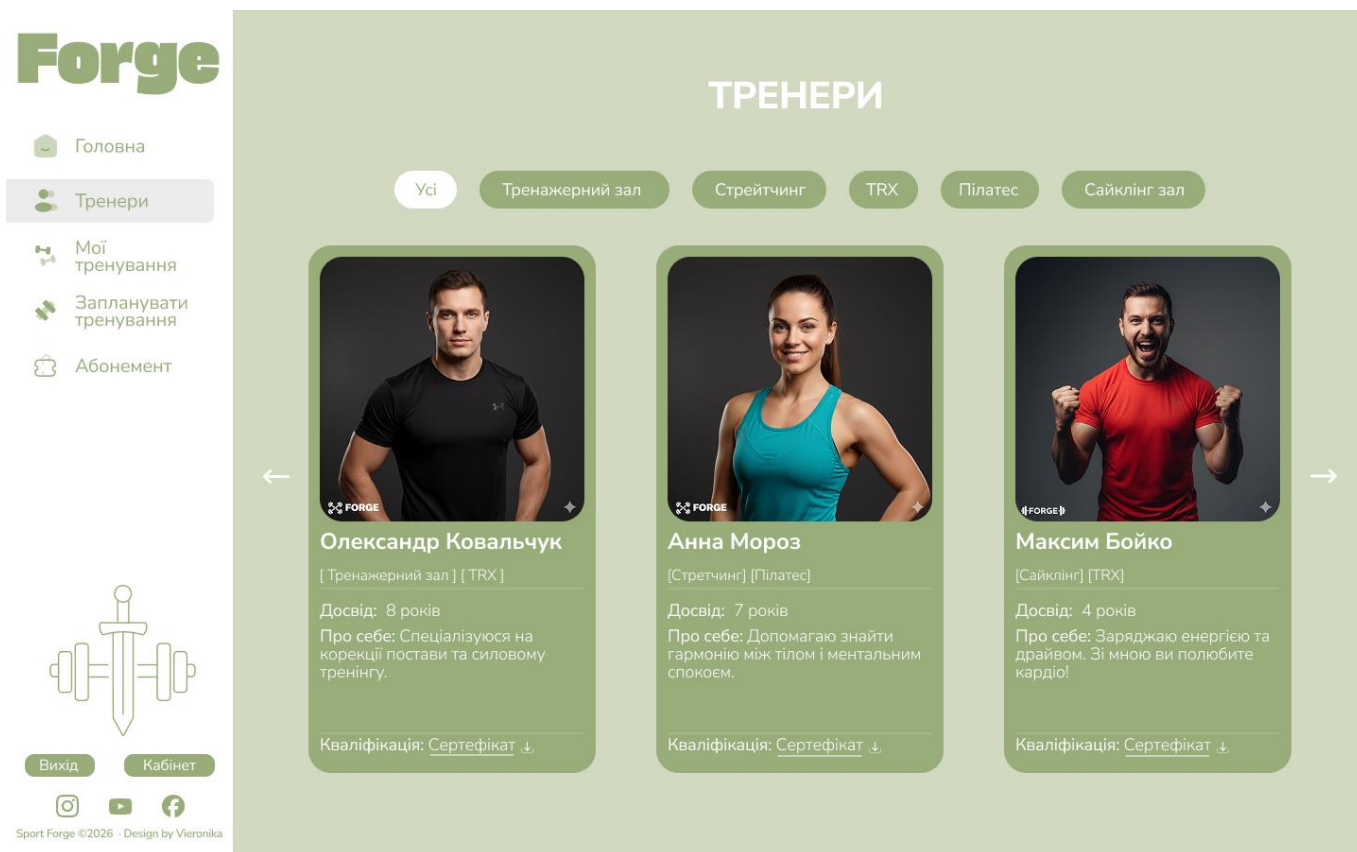 Forge
Головна
Тренери
Мої
тренування
Запланувати
тренування
Абонемент
Вихід
Кабінет
Sport Forge ©2026 · Design by Vieronika
ТРЕНЕРИ
Усі
Тренажерний зал
Стрейтчинг
TRX
Пілатес
Сайклінг зал
FORGE
Олександр Ковальчук
[ Тренажерний зал ] [ TRX ]
Досвід: 8 років
Про себе: Спеціалізуюся на
корекції постави та силовому
тренінгу.
Кваліфікація: Сертефікат
FORGE
Анна Мороз
[Стретчинг] [Пілатес]
Досвід: 7 років
Про себе: Допомагаю знайти
гармонію між тілом і ментальним
спокоєм.
Кваліфікація: Сертефікат
FORGE
Максим Бойко
[Сайклінг] [TRX]
Досвід: 4 років
Про себе: Заряджаю енергією та
драйвом. Зі мною ви полюбите
кардіо!
Кваліфікація: Сертефікат